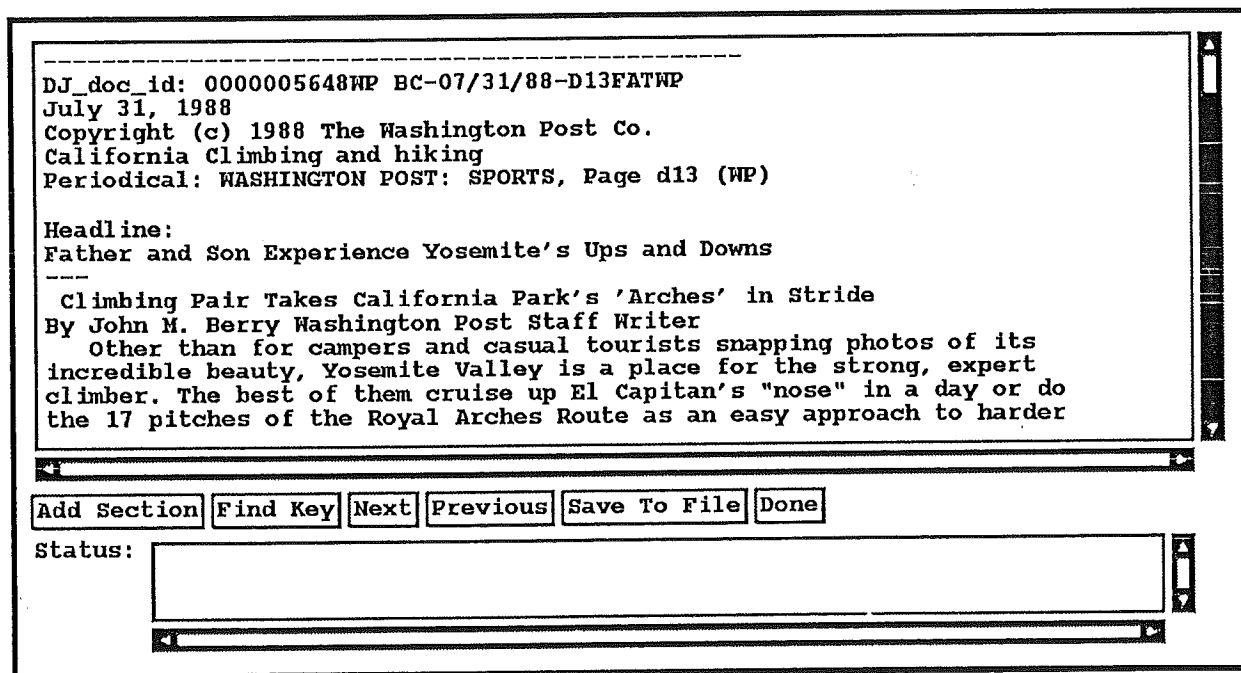 ------------------------------------------------
DJ_doc_id: 0000005648WP BC-07/31/88-D13FATWP
July 31, 1988
Copyright (c) 1988 The Washington Post Co.
California Climbing and hiking
Periodical: WASHINGTON POST: SPORTS, Page d13 (WP)
Headline:
Father and Son Experience Yosemite's Ups and Downs
---
Climbing Pair Takes California Park's 'Arches' in Stride
By John M. Berry Washington Post Staff Writer
Other than for campers and casual tourists snapping photos of its
incredible beauty, Yosemite Valley is a place for the strong, expert
climber. The best of them cruise up El Capitan's "nose" in a day or do
the 17 pitches of the Royal Arches Route as an easy approach to harder
Add Section Find Key Next Previous Save To File Done
Status: